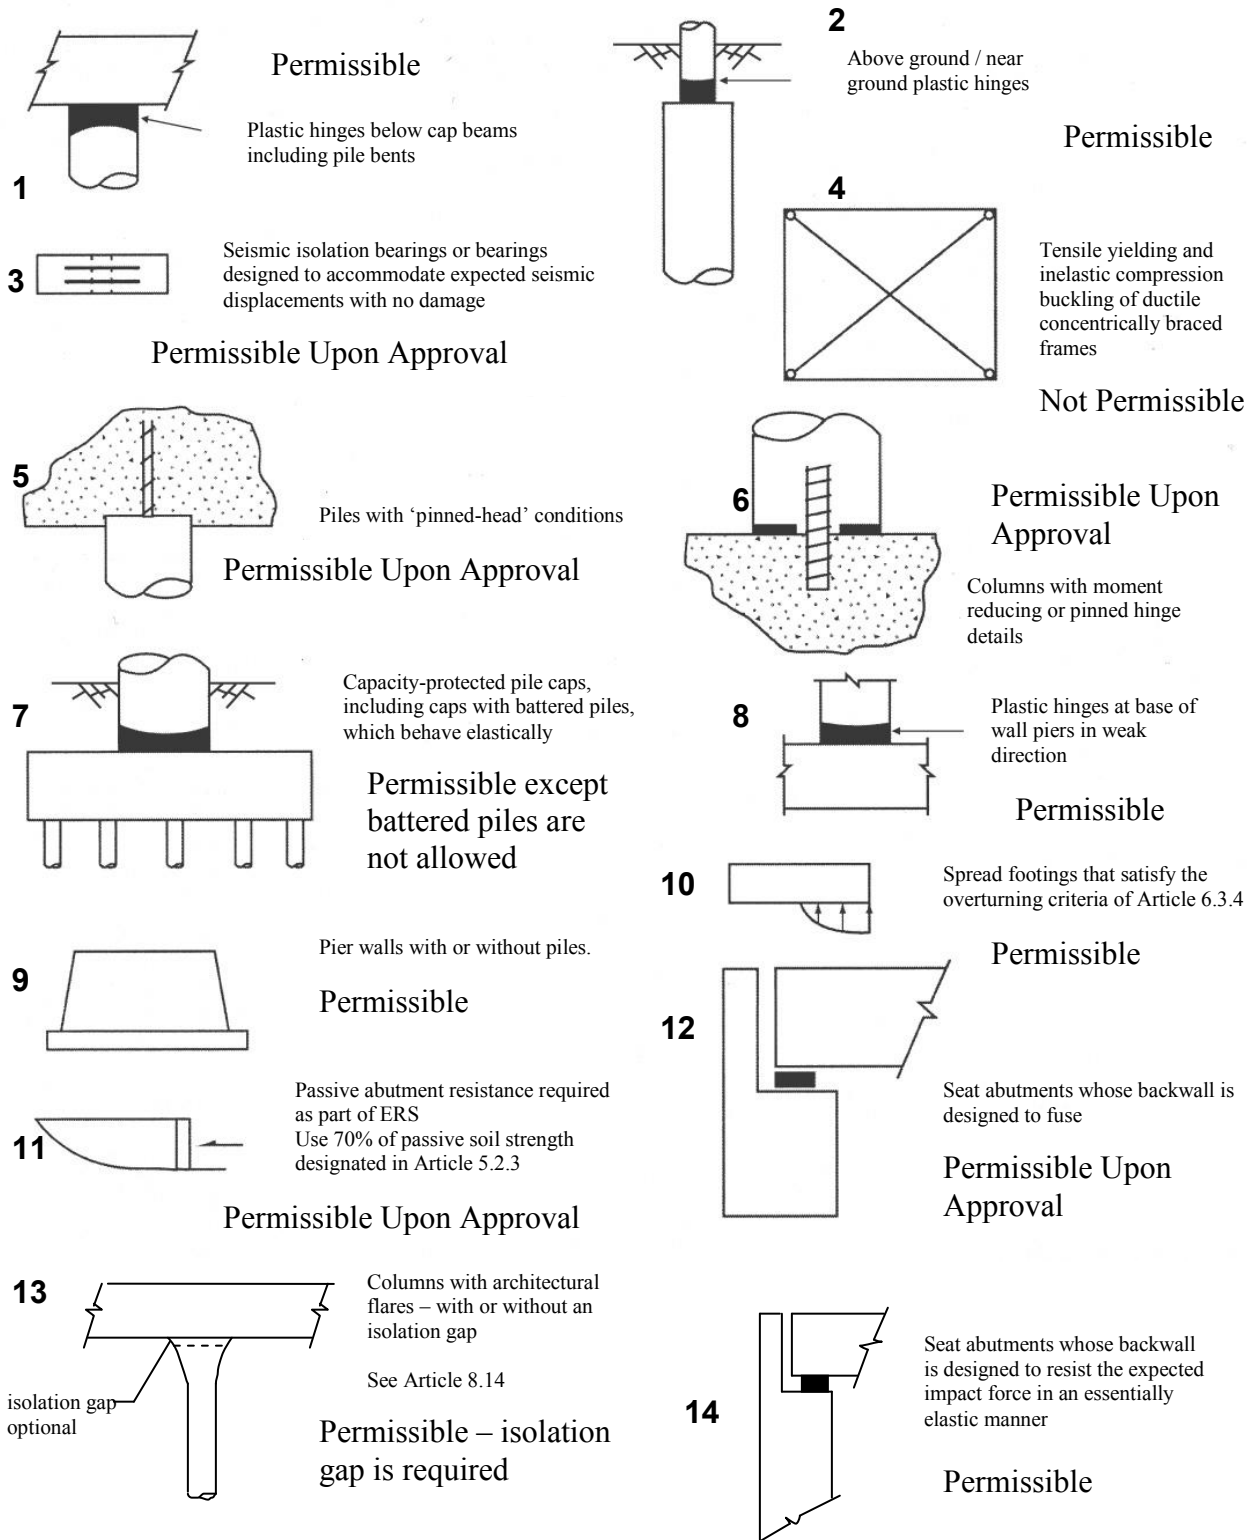 Permissible
Plastic hinges below cap beams
including pile bents
1
2
Above ground / near
ground plastic hinges
Permissible
3
Seismic isolation bearings or bearings
designed to accommodate expected seismic
displacements with no damage
Permissible Upon Approval
4
Tensile yielding and
inelastic compression
buckling of ductile
concentrically braced
frames
Not Permissible
5
Piles with ‘pinned-head’ conditions
Permissible Upon Approval
6
Permissible Upon
Approval
Columns with moment
reducing or pinned hinge
details
7
Capacity-protected pile caps,
including caps with battered piles,
which behave elastically
Permissible except
battered piles are
not allowed
8
Plastic hinges at base of
wall piers in weak
direction
Permissible
9
Pier walls with or without piles.
Permissible
10
Spread footings that satisfy the
overturning criteria of Article 6.3.4
Permissible
11
Passive abutment resistance required
as part of ERS
Use 70% of passive soil strength
designated in Article 5.2.3
Permissible Upon Approval
12
Seat abutments whose backwall is
designed to fuse
Permissible Upon
Approval
13
Columns with architectural
flares – with or without an
isolation gap
See Article 8.14
isolation gap
optional
Permissible – isolation
gap is required
14
Seat abutments whose backwall
is designed to resist the expected
impact force in an essentially
elastic manner
Permissible